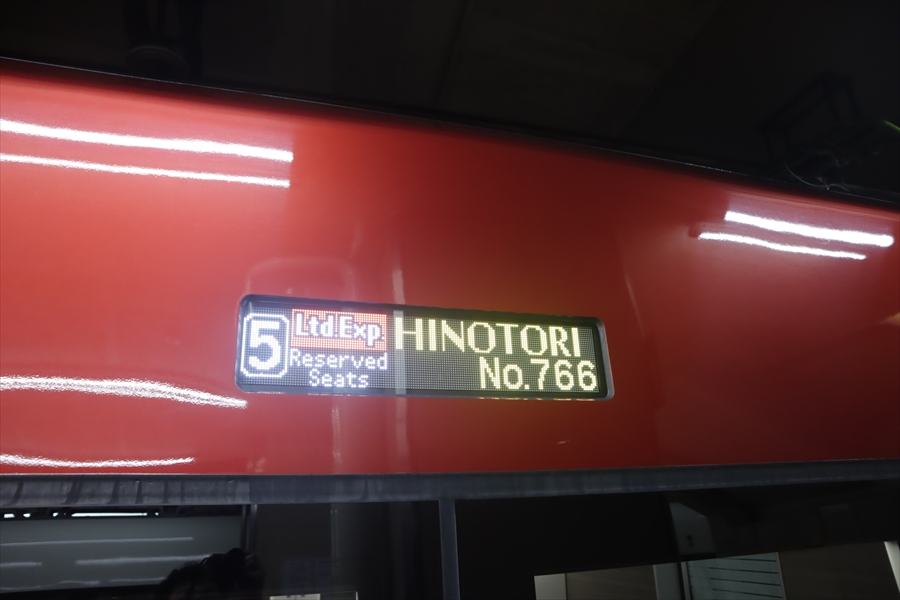 5
Ltd.Exp.
Reserved
Seats
HINOTORI
No.766